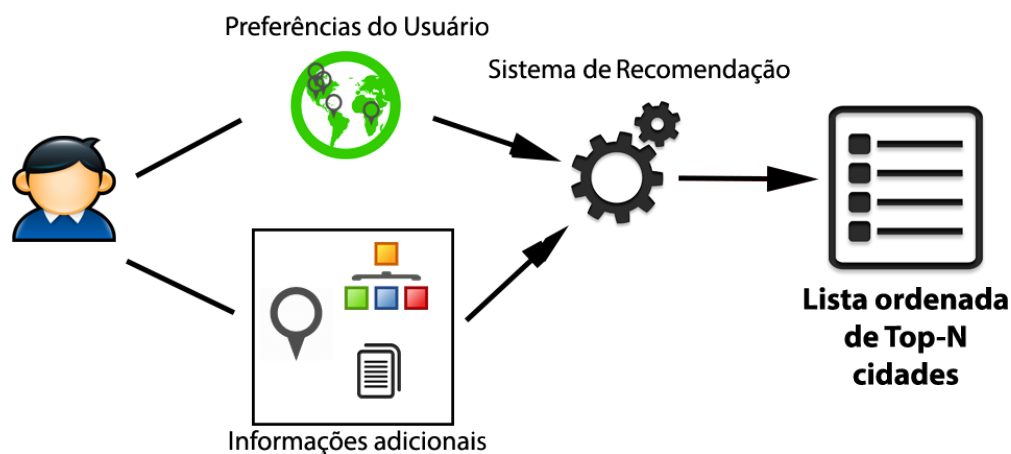 Preferências do Usuário
Sistema de Recomendação
Lista ordenada
de Top-N
cidades
Informações adicionais